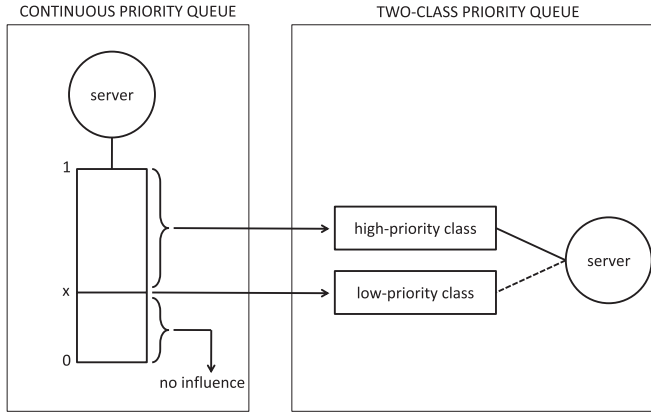 CONTINUOUS PRIORITY QUEUE
server
1
x
0
no influence
TWO-CLASS PRIORITY QUEUE
high-priority class
low-priority class
server